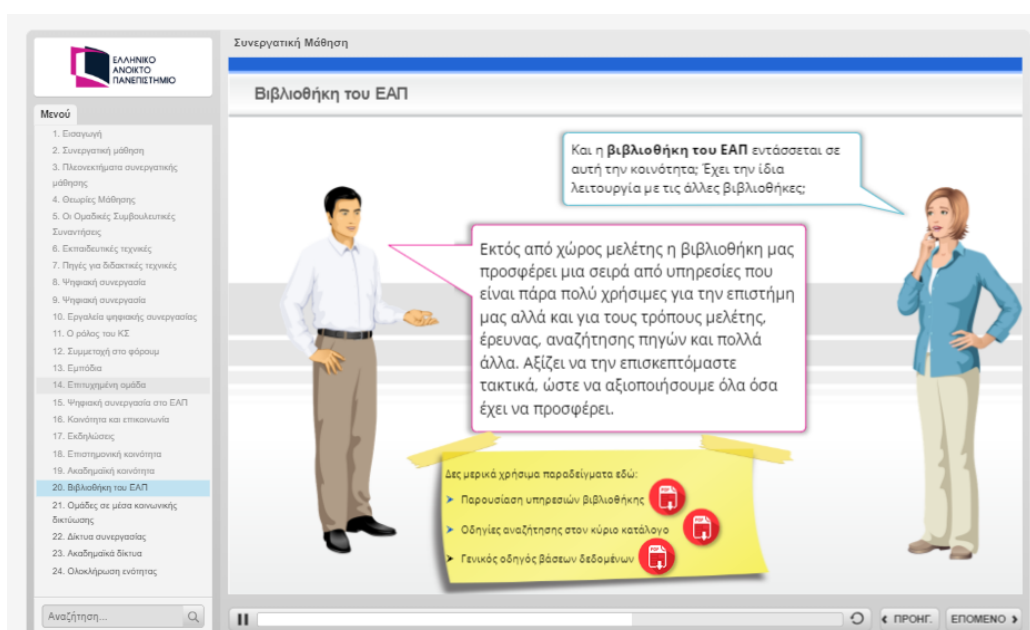 Συνεργατική Μάθηση
ΕΛΛΗΝΙΚΟ
ΑΝΟΙΚΤΟ
ΠΑΝΕΠΙΣΤΗΜΙΟ
Μενού
1. Εισαγωγή
2. Συνεργατική μάθηση
3. Πλεονεκτήματα συνεργατικής
μάθησης
4. Θεωρίες Μάθησης
5. Οι Ομαδικές Συμβουλευτικές
Συναντήσεις
6. Εκπαιδευτικές τεχνικές
7. Πηγές για διδακτικές τεχνικές
8. Ψηφιακή συνεργασία
9. Ψηφιακή συνεργασία
10. Εργαλεία ψηφιακής συνεργασίας
11. Ο ρόλος του ΚΣ
12. Συμμετοχή στο φόρουμ
13. Εμπόδια
14. Επιτυχημένη ομάδα
15. Ψηφιακή συνεργασία στο ΕΑΠ
16. Κοινότητα και επικοινωνία
17. Εκδηλώσεις
18. Επιστημονική κοινότητα
19. Ακαδημαϊκή κοινότητα
20. Βιβλιοθήκη του ΕΑΠ
21. Ομάδες σε μέσα κοινωνικής
δικτύωσης
22. Δίκτυα συνεργασίας
23. Ακαδημαϊκά δίκτυα
24. Ολοκλήρωση ενότητας
Αναζήτηση...
Βιβλιοθήκη του ΕΑΠ
Και η βιβλιοθήκη του ΕΑΠ εντάσσεται σε
αυτή την κοινότητα; Έχει την ίδια
λειτουργία με τις άλλες βιβλιοθήκες;
Εκτός από χώρος μελέτης η βιβλιοθήκη μας
προσφέρει μια σειρά από υπηρεσίες που
είναι πάρα πολύ χρήσιμες για την επιστήμη
μας αλλά και για τους τρόπους μελέτης,
έρευνας, αναζήτησης πηγών και πολλά
άλλα. Αξίζει να την επισκεπτόμαστε
τακτικά, ώστε να αξιοποιήσουμε όλα όσα
έχει να προσφέρει.
Δες μερικά χρήσιμα παραδείγματα εδώ:
Παρουσίαση υπηρεσιών βιβλιοθήκης
PDF
Οδηγίες αναζήτησης στον κύριο κατάλογο
PDF
Γενικός οδηγός βάσεων δεδομένων
PDF
ΠΡΟΗΓ.
ΕΠΟΜΕΝΟ